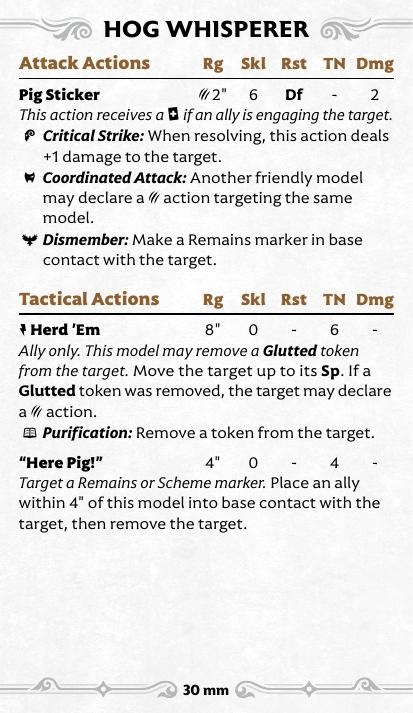 HOG WHISPERER
Attack Actions Rg Skl Rst TN Dmg
Pig Sticker 2" 6 Df - 2
This action receives a if an ally is engaging the target.
Critical Strike: When resolving, this action deals
+1 damage to the target.
Coordinated Attack: Another friendly model
may declare a action targeting the same
model.
Dismember: Make a Remains marker in base
contact with the target.
Tactical Actions Rg Skl Rst TN Dmg
Herd ’Em 8" 0 - 6 -
Ally only. This model may remove a Glutted token
from the target. Move the target up to its Sp. If a
Glutted token was removed, the target may declare
a action.
Purification: Remove a token from the target.
“Here Pig!” 4" 0 - 4 -
Target a Remains or Scheme marker. Place an ally
within 4" of this model into base contact with the
target, then remove the target.
30 mm